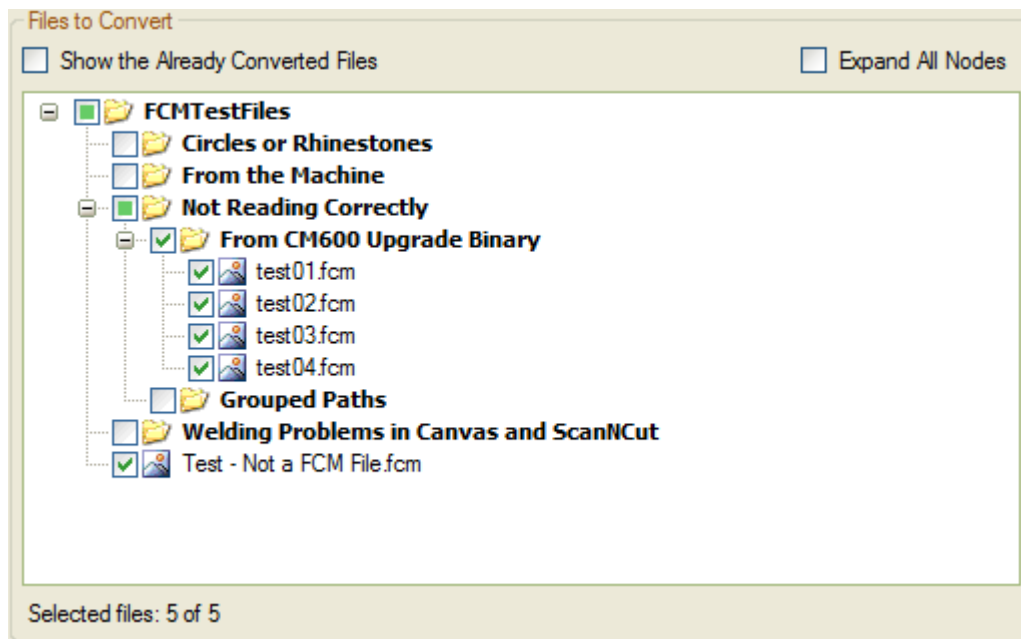 Files to Convert
Show the Already Converted Files
Expand All Nodes
FCMTestFiles
Circles or Rhinestones
From the Machine
Not Reading Correctly
From CM600 Upgrade Binary
test01.fcm
test02.fcm
test03.fcm
test04.fcm
Grouped Paths
Welding Problems in Canvas and ScanNCut
Test - Not a FCM File.fcm
Selected files: 5 of 5